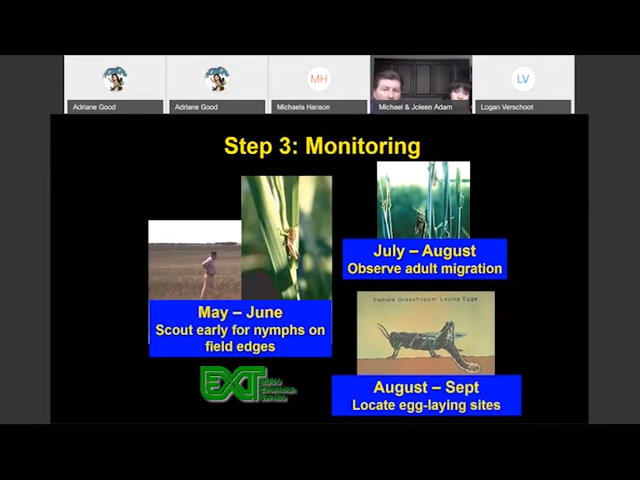 MH
LV
Adriane Good
Adriane Good
Michaela Hanson
Michael & Joleen Adam
Logan Verschoot
Step 3: Monitoring
July – August
Observe adult migration
Female Grasshopper Laying Eggs
May – June
Scout early for nymphs on
field edges
EXT
Extension
Service
August – Sept
Locate egg-laying sites